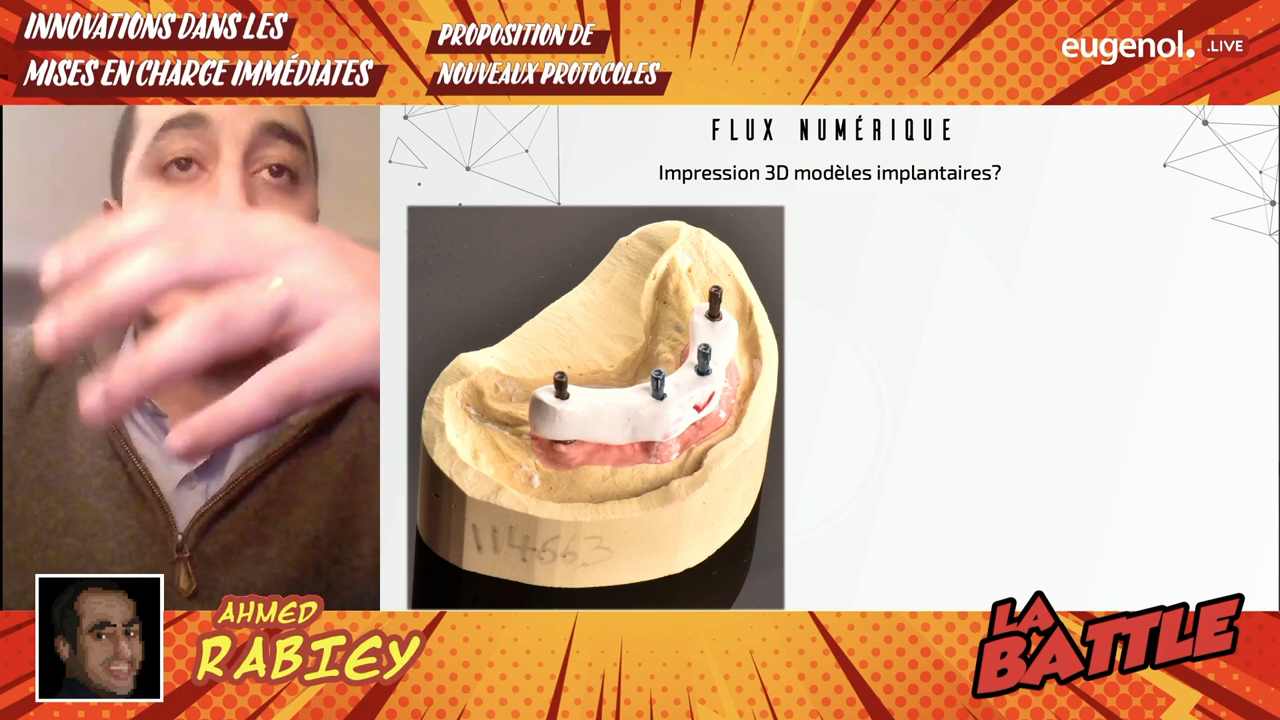 INNOVATIONS DANS LES
MISES EN CHARGE IMMÉDIATES
PROPOSITION DE
NOUVEAUX PROTOCOLES
eugenol. .LIVE
FLUX NUMÉRIQUE
Impression 3D modèles implantaires?
114663
AHMED
RABIEY
LA
BATTLE